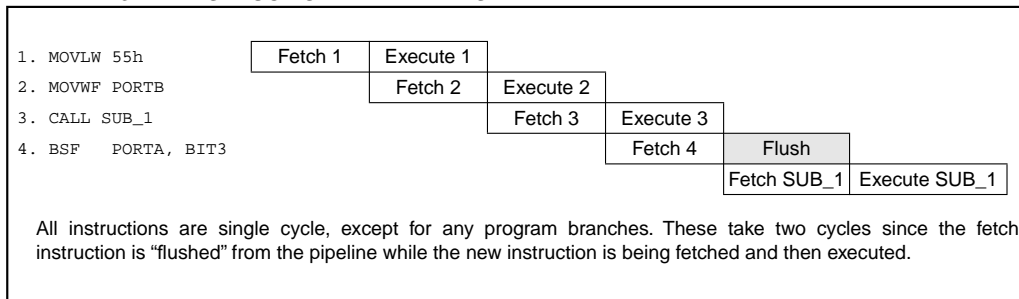 1. MOVLW 55h Fetch 1 Execute 1
2. MOVWF PORTB Fetch 2 Execute 2
3. CALL SUB_1 Fetch 3 Execute 3
4. BSF PORTA, BIT3 Fetch 4 Flush
Fetch SUB_1 Execute SUB_1
All instructions are single cycle, except for any program branches. These take two cycles since the fetch
instruction is “flushed” from the pipeline while the new instruction is being fetched and then executed.